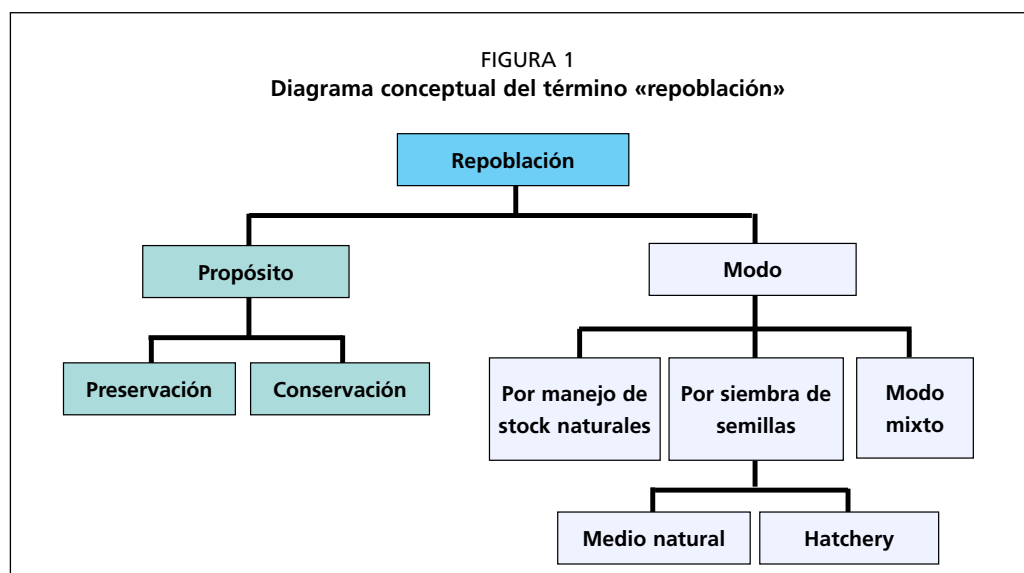 FIGURA 1
Diagrama conceptual del término «repoblación»
Repoblación
Propósito
Modo
Preservación
Conservación
Por manejo de
stock naturales
Por siembra de
semillas
Modo
mixto
Medio natural
Hatchery